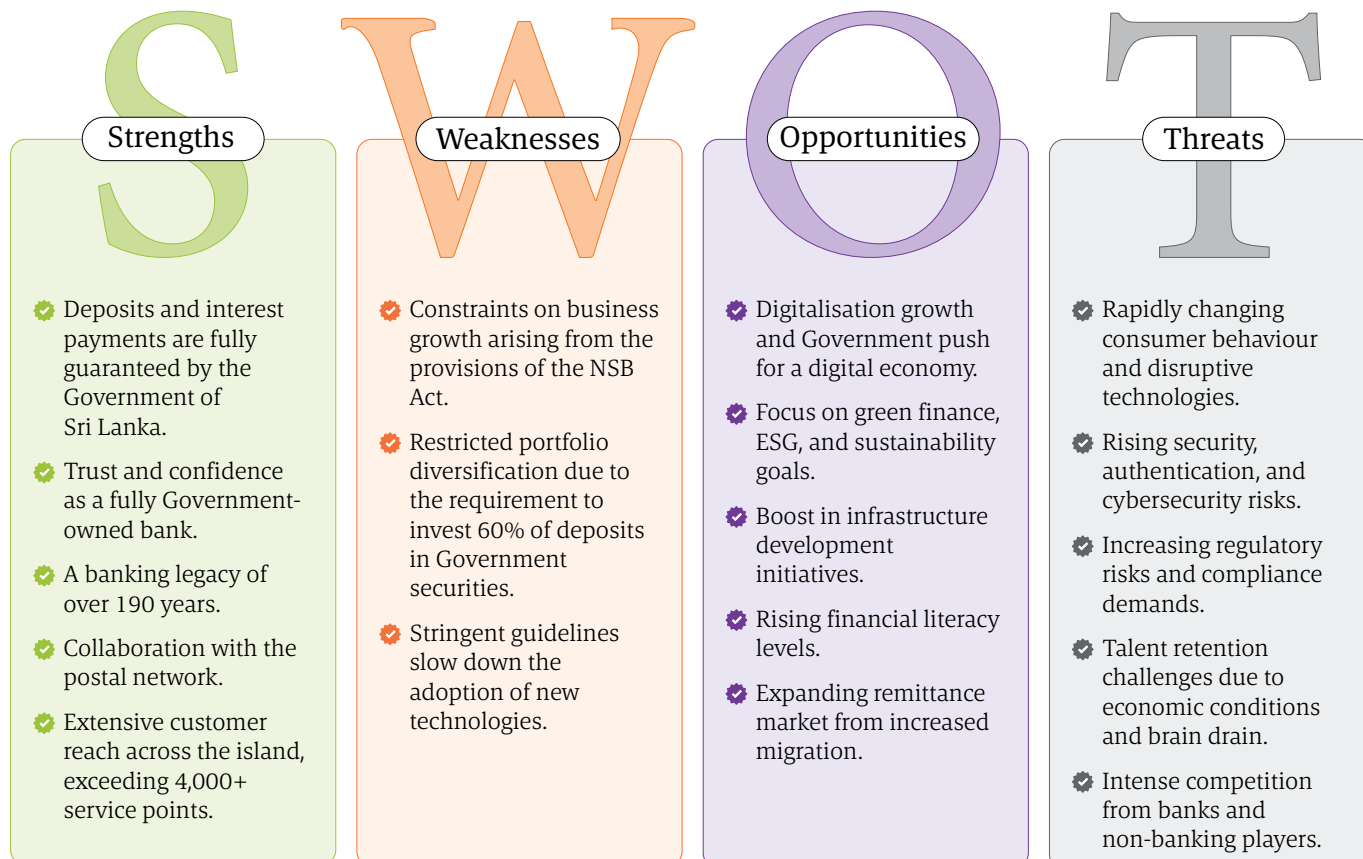 S
Strengths
Deposits and interest
payments are fully
guaranteed by the
Government of
Sri Lanka.
Trust and confidence
as a fully Government-
owned bank.
A banking legacy of
over 190 years.
Collaboration with the
postal network.
Extensive customer
reach across the island,
exceeding 4,000+
service points.
W
Weaknesses
Constraints on business
growth arising from the
provisions of the NSB
Act.
Restricted portfolio
diversification due to
the requirement to
invest 60% of deposits
in Government
securities.
Stringent guidelines
slow down the
adoption of new
technologies.
O
Opportunities
Digitalisation growth
and Government push
for a digital economy.
Focus on green finance,
ESG, and sustainability
goals.
Boost in infrastructure
development
initiatives.
Rising financial literacy
levels.
Expanding remittance
market from increased
migration.
T
Threats
Rapidly changing
consumer behaviour
and disruptive
technologies.
Rising security,
authentication, and
cybersecurity risks.
Increasing regulatory
risks and compliance
demands.
Talent retention
challenges due to
economic conditions
and brain drain.
Intense competition
from banks and
non-banking players.